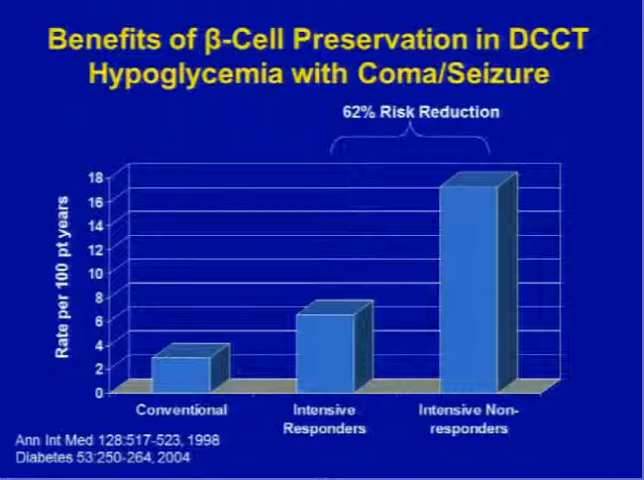 Benefits of β-Cell Preservation in DCCT
Hypoglycemia with Coma/Seizure
62% Risk Reduction
Rate per 100 pt years
18
16
14
12
10
8
6
4
2
0
Conventional
Intensive
Responders
Intensive Non-
responders
Ann Int Med 128:517-523, 1998
Diabetes 53:250-264, 2004